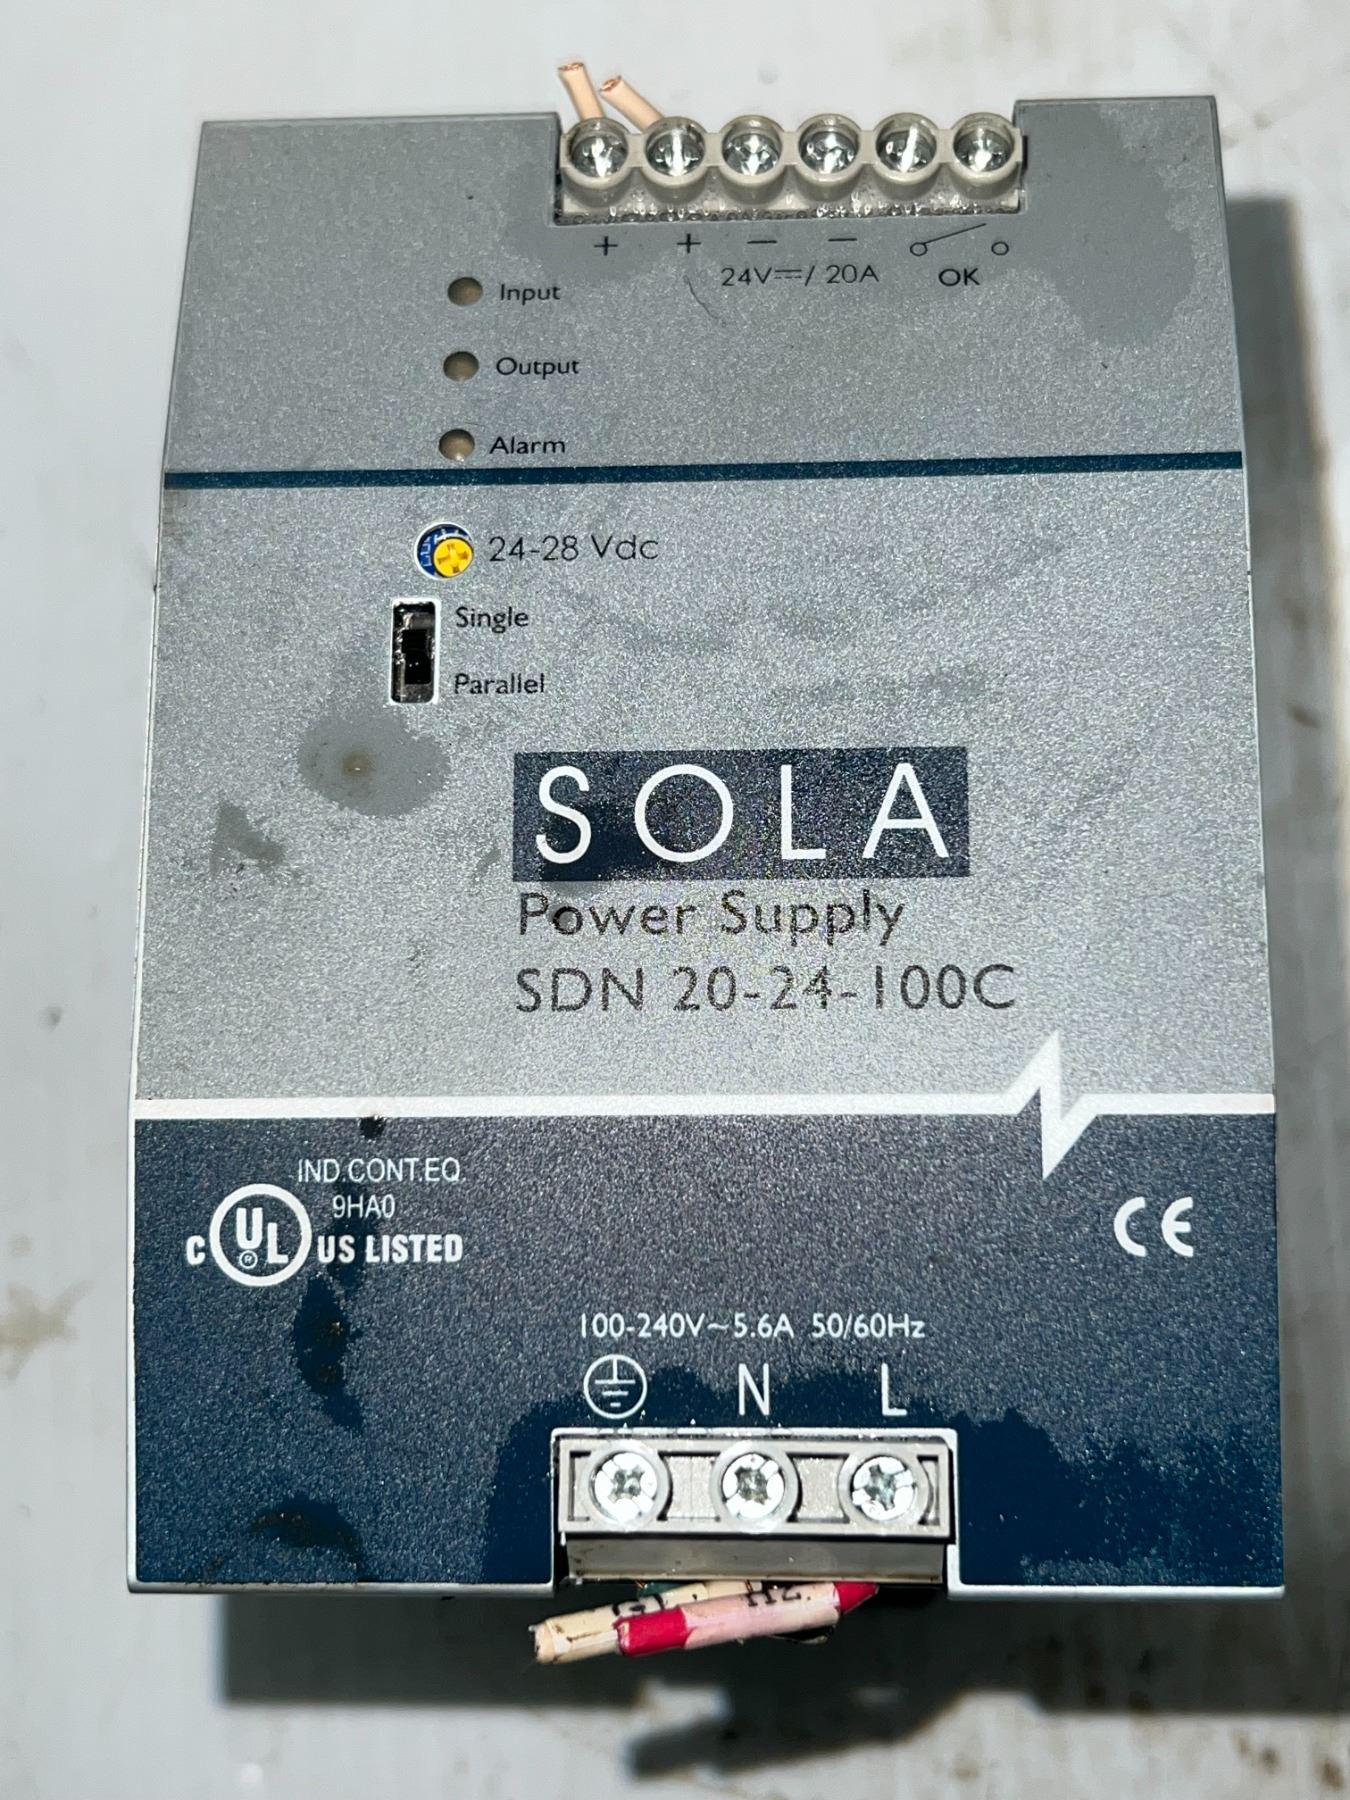 + + − −
24V⎓/ 20A OK
Input
Output
Alarm
24-28 Vdc
Single
Parallel
SOLA
Power Supply
SDN 20-24-100C
IND.CONT.EQ.
9HA0
C UL ® US LISTED
CE
100-240V~5.6A 50/60Hz
N L
G1 H2